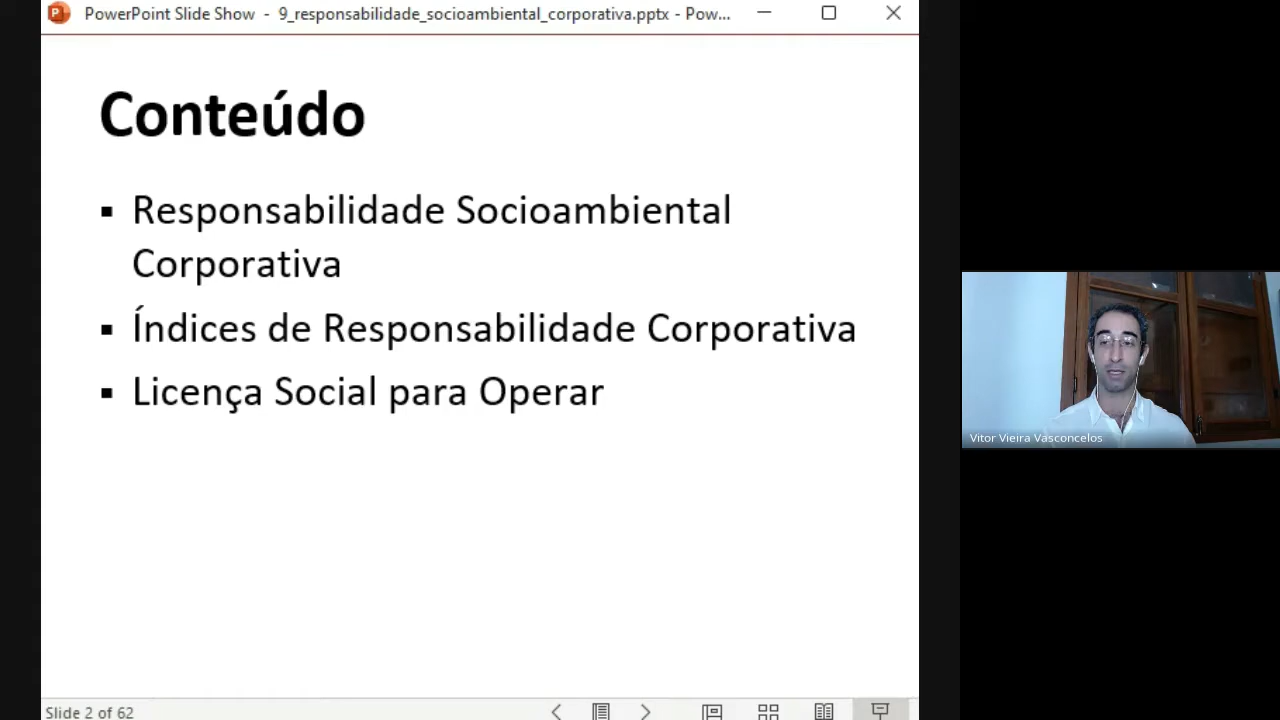 PowerPoint Slide Show - 9_responsabilidade_socioambiental_corporativa.pptx - Pow...
Conteúdo
▪ Responsabilidade Socioambiental
Corporativa
▪ Índices de Responsabilidade Corporativa
▪ Licença Social para Operar
Vitor Vieira Vasconcelos
Slide 2 of 62